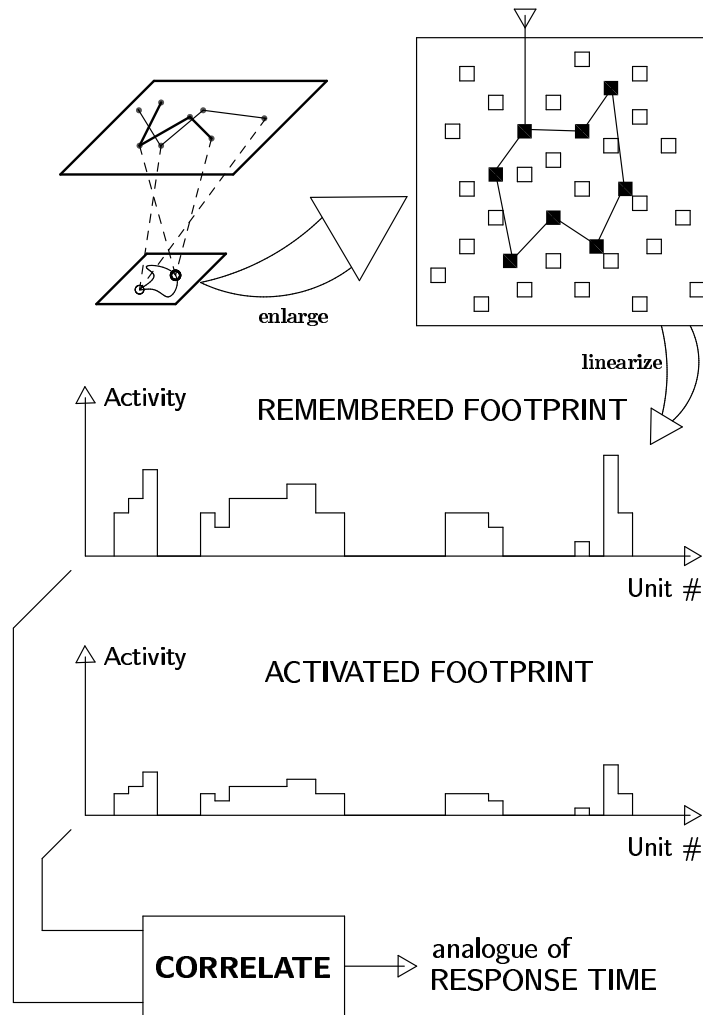 enlarge
linearize
Activity
REMEMBERED FOOTPRINT
Unit #
Activity
ACTIVATED FOOTPRINT
Unit #
CORRELATE
analogue of
RESPONSE TIME